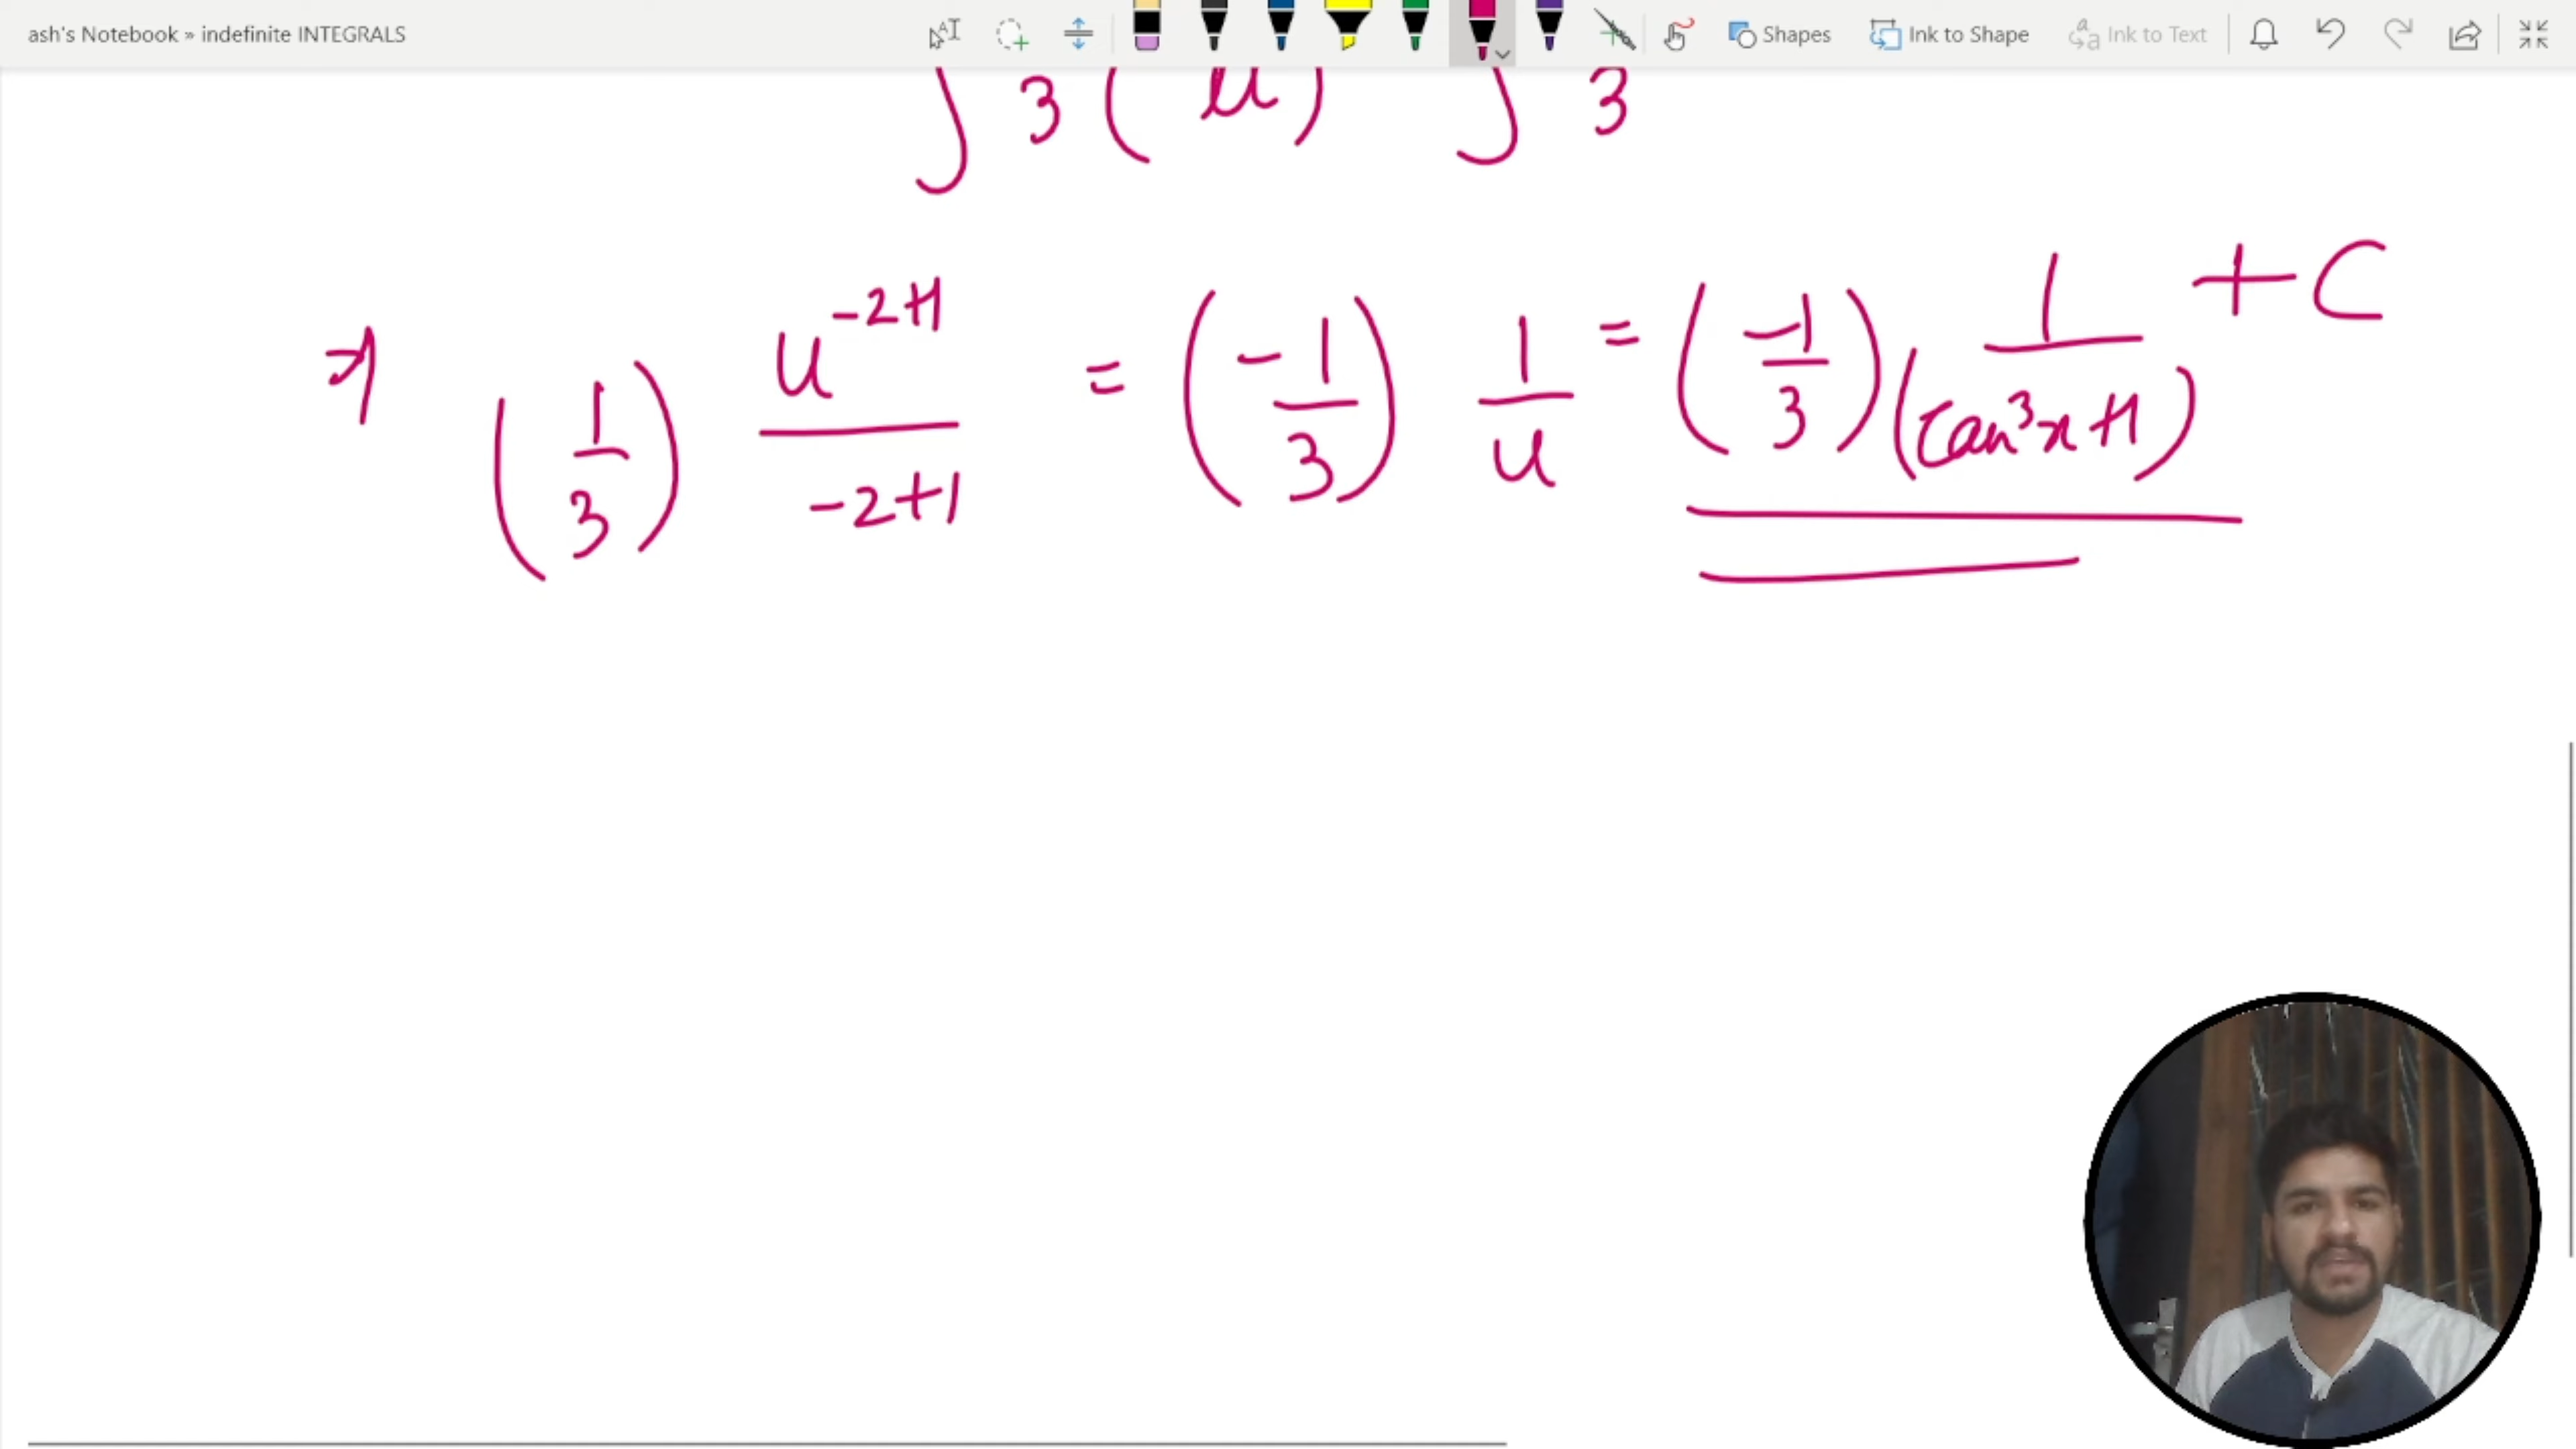 ash's Notebook » indefinite INTEGRALS
Shapes
Ink to Shape
Ink to Text
∫ 3 ( u ) ∫ 3
⇒ (1/3) u^(-2+1)/(-2+1) = (-1/3) 1/u = (-1/3) 1/(tan³x+1) + C